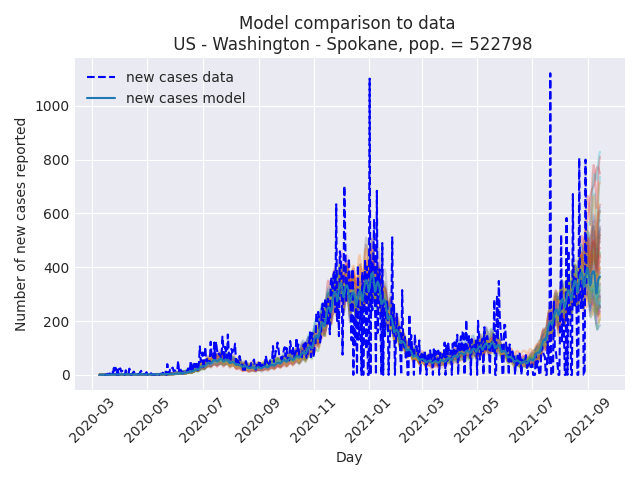 Model comparison to data
US - Washington - Spokane, pop. = 522798
new cases data
new cases model
Number of new cases reported
1000
800
600
400
200
0
2020-03
2020-05
2020-07
2020-09
2020-11
2021-01
2021-03
2021-05
2021-07
2021-09
Day